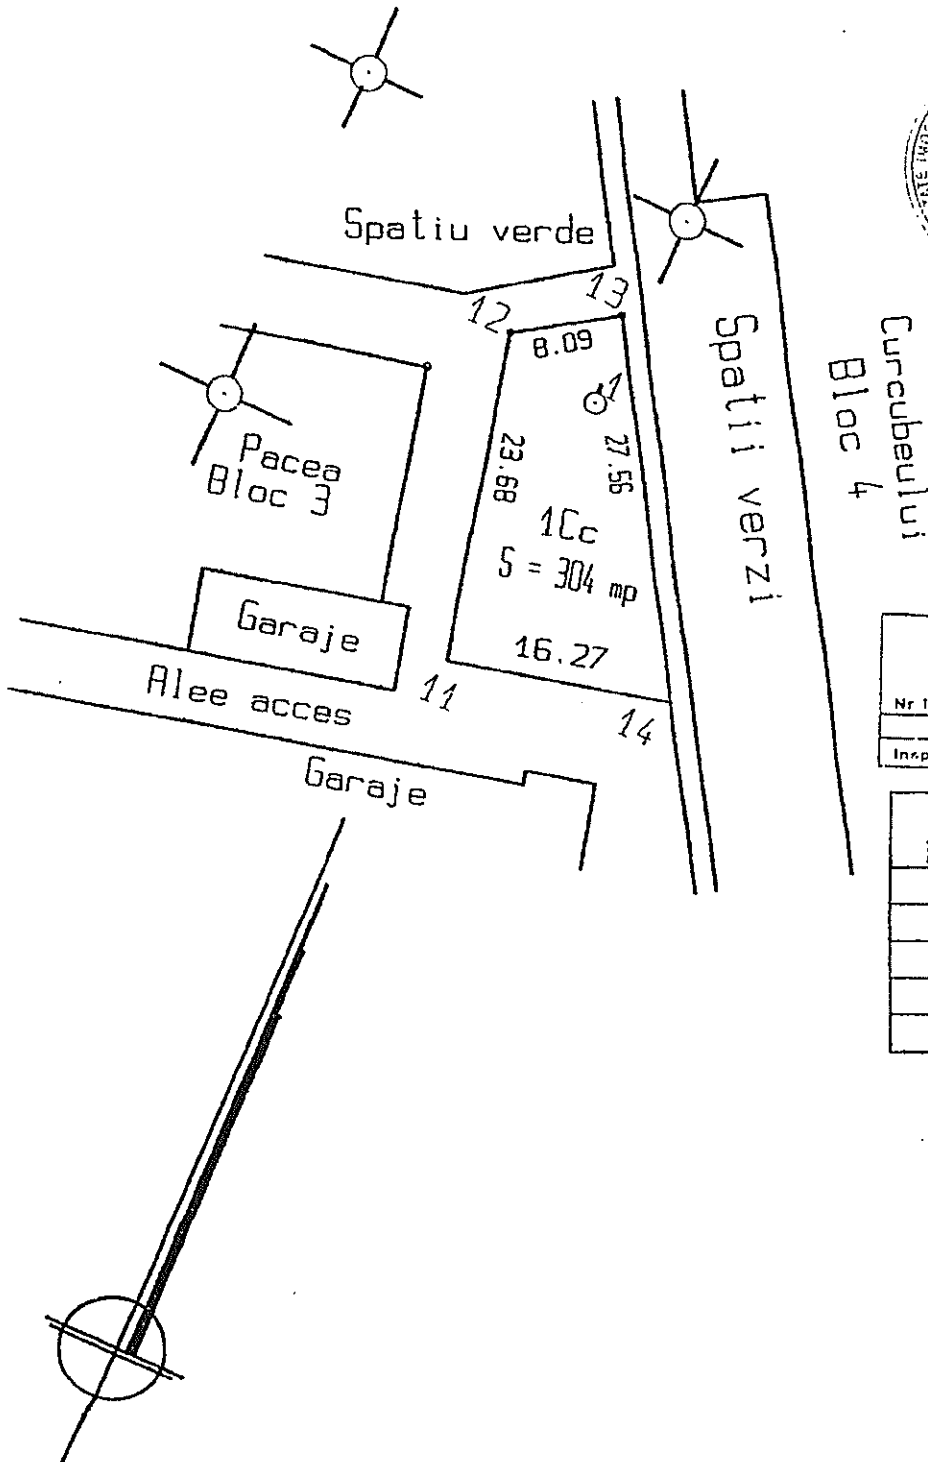 Spatiu verde
12
13
8.09
1
23.68
27.56
1Cc
S = 304 mp
16.27
11
14
Pacea
Bloc 3
Garaje
Alee acces
Garaje
Spatii verzi
Curcubeului
Bloc 4
Nr